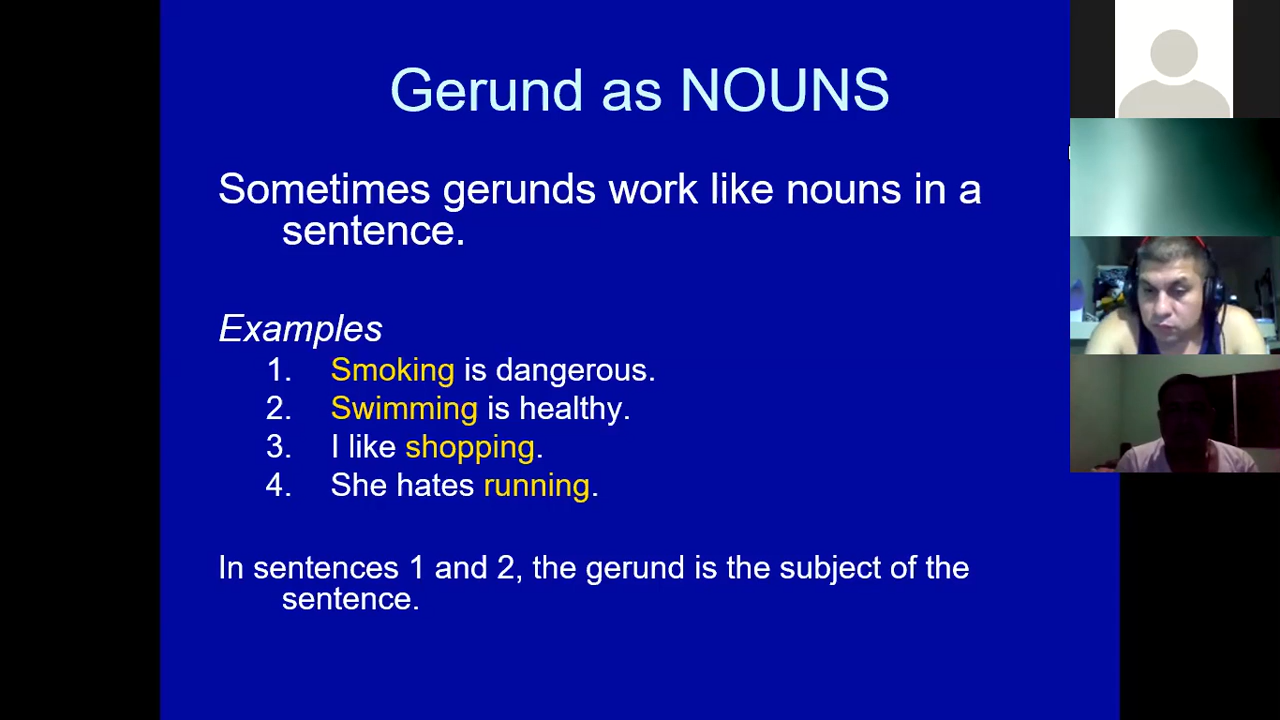 Gerund as NOUNS
Sometimes gerunds work like nouns in a
sentence.
Examples
1. Smoking is dangerous.
2. Swimming is healthy.
3. I like shopping.
4. She hates running.
In sentences 1 and 2, the gerund is the subject of the
sentence.